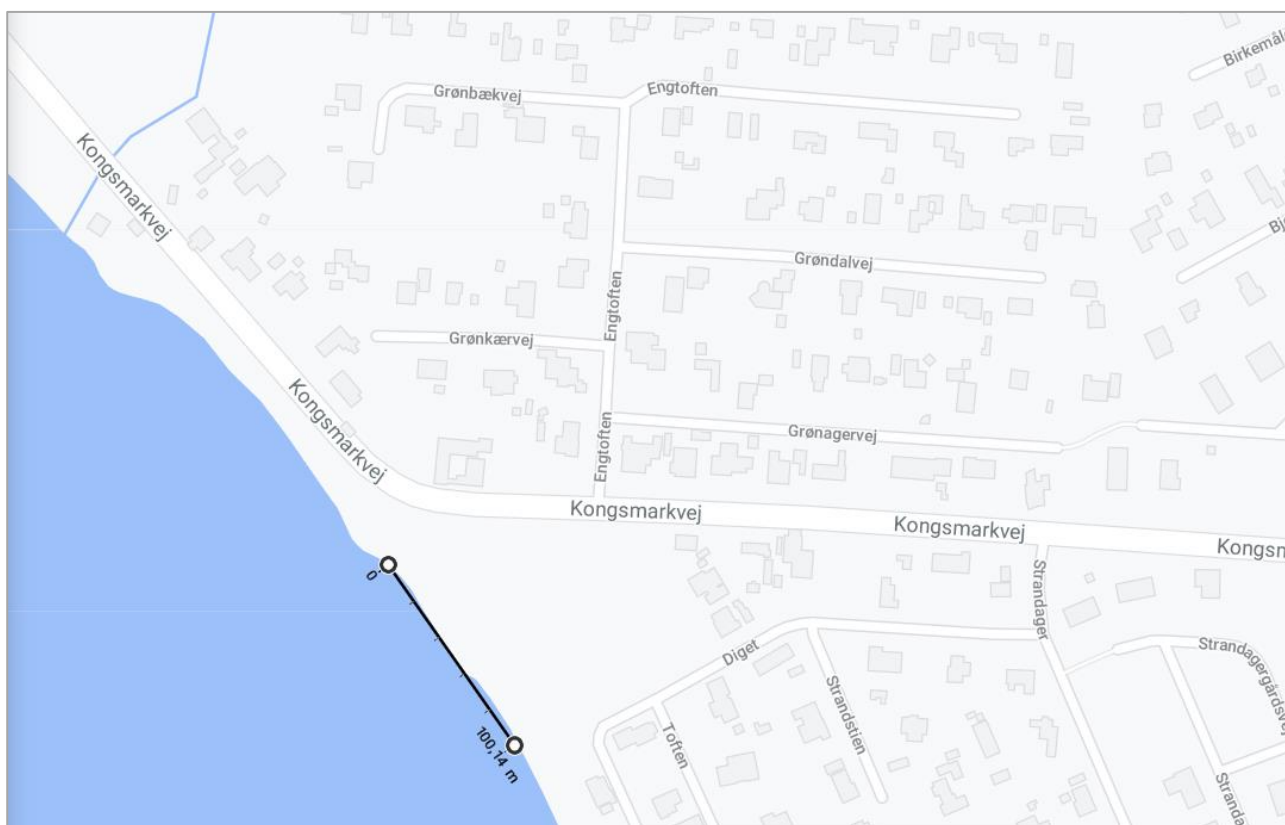 Birkemål
Grønbækvej
Engtoften
Kongsmarkvej
Bj
Grøndalvej
Engtoften
Grønkærvej
Kongsmarkvej
Grønagervej
Engtoften
Kongsmarkvej
Kongsmarkvej
Kongsm
0
Strandager
Diget
Strandagergårdsvej
Strandstien
Toften
100,14 m
Stranda